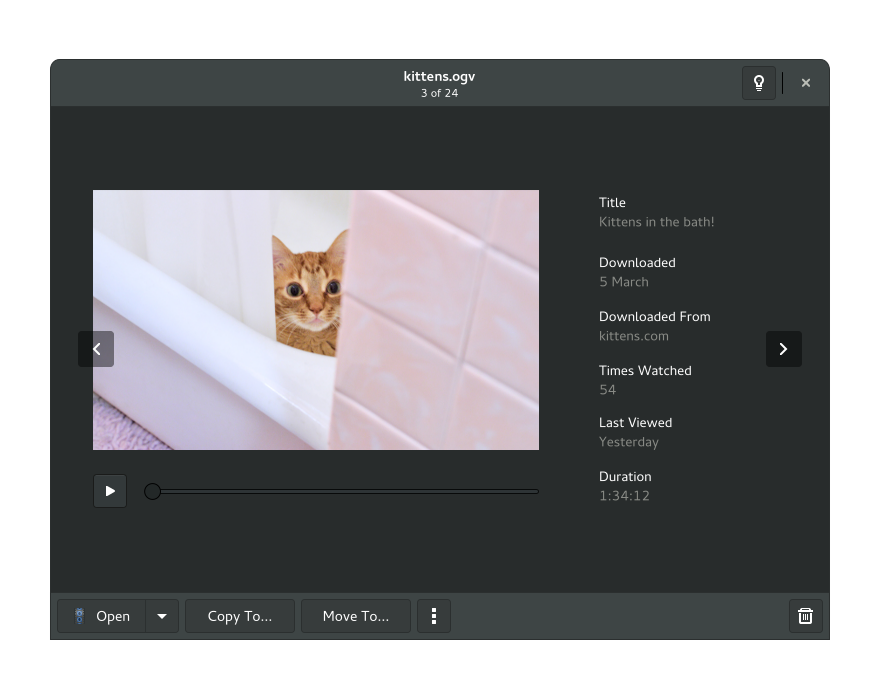 kittens.ogv
3 of 24
Title
Kittens in the bath!
Downloaded
5 March
Downloaded From
kittens.com
Times Watched
54
Last Viewed
Yesterday
Duration
1:34:12
Open
Copy To...
Move To...